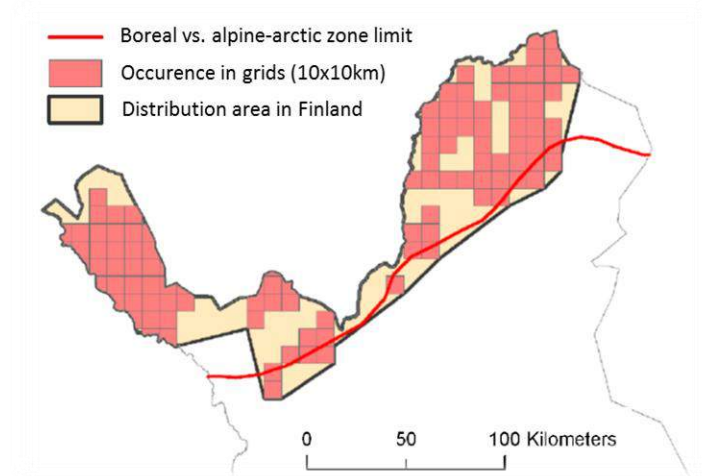 Boreal vs. alpine-arctic zone limit
Occurence in grids (10x10km)
Distribution area in Finland
0 50 100 Kilometers